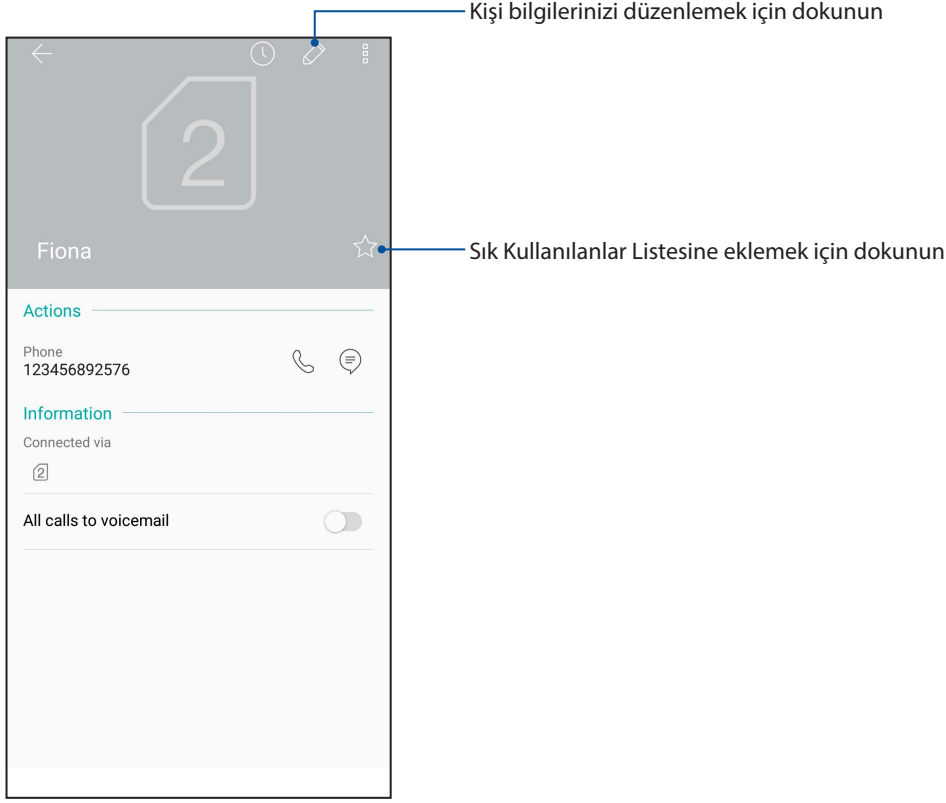 Kişi bilgilerinizi düzenlemek için dokunun
2
Fiona
Sık Kullanılanlar Listesine eklemek için dokunun
Actions
Phone
123456892576
Information
Connected via
2
All calls to voicemail